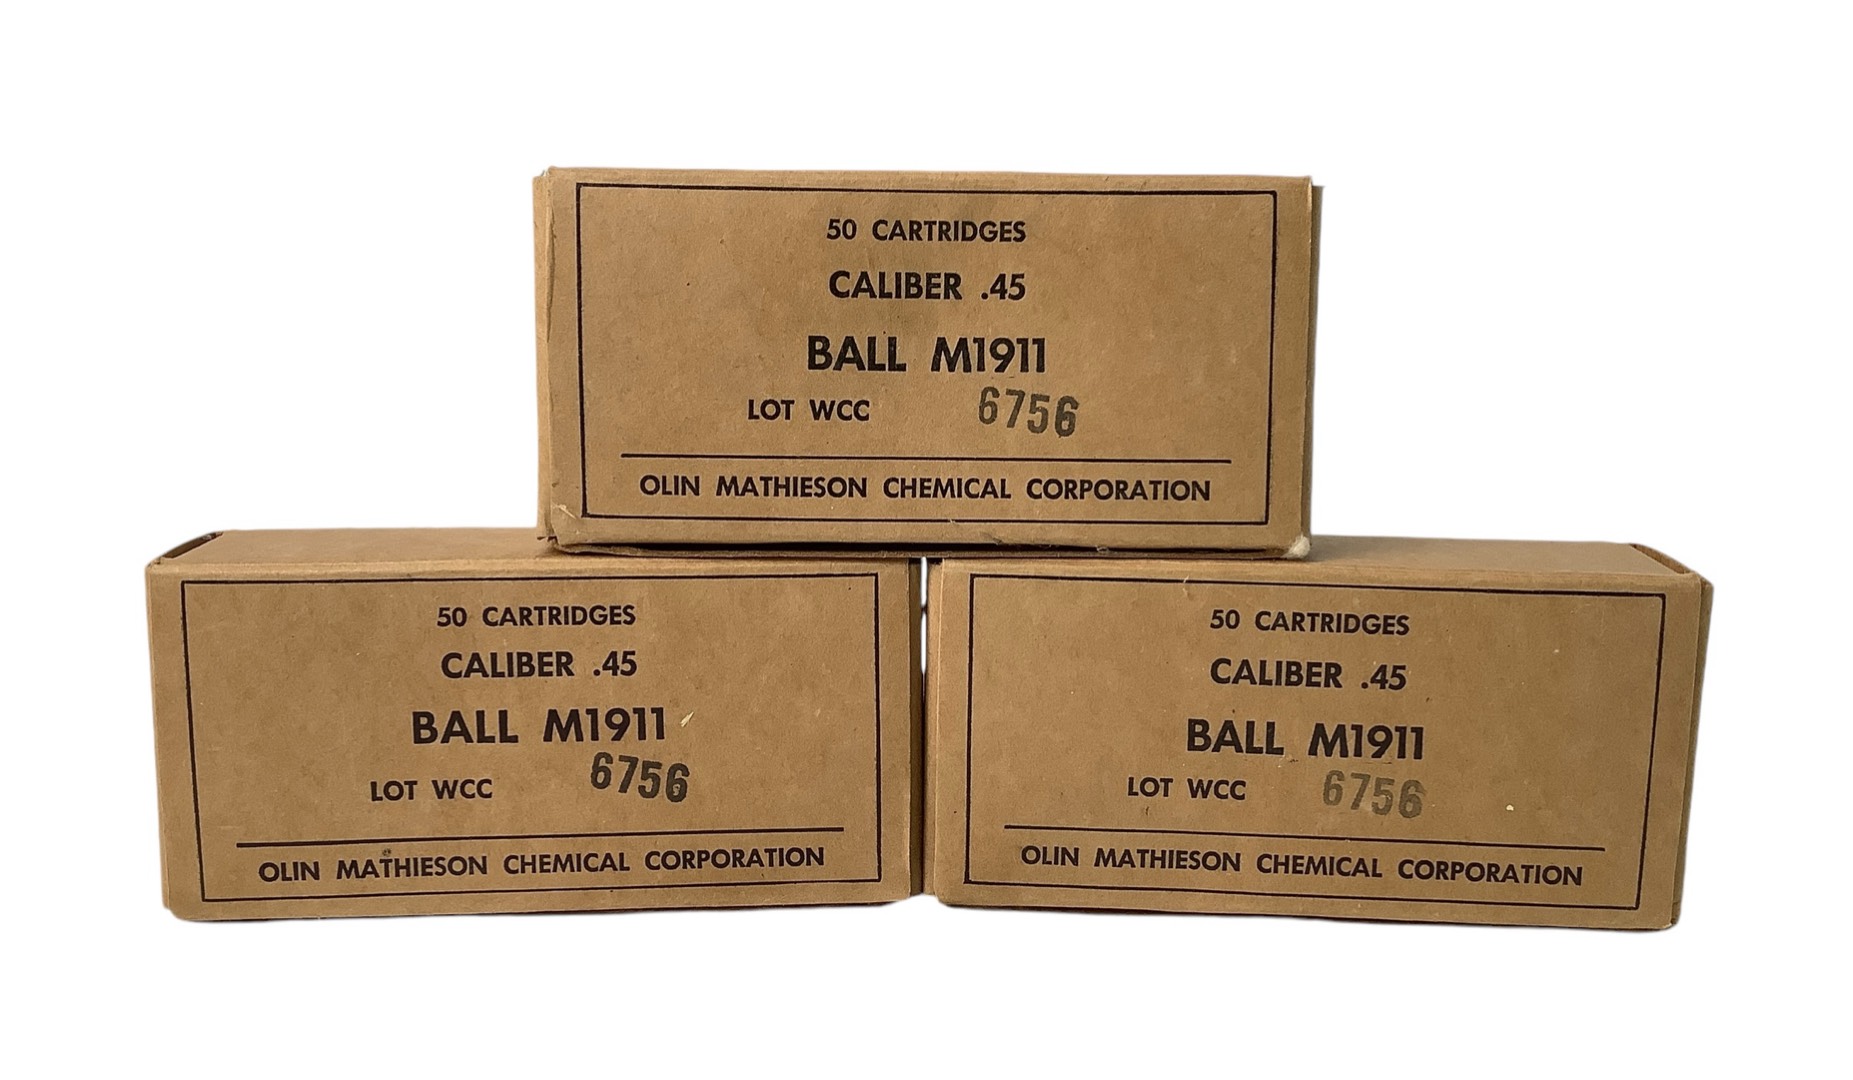 50 CARTRIDGES
CALIBER .45
BALL M1911
LOT WCC 6756
OLIN MATHIESON CHEMICAL CORPORATION
50 CARTRIDGES
CALIBER .45
BALL M1911
LOT WCC 6756
OLIN MATHIESON CHEMICAL CORPORATION
50 CARTRIDGES
CALIBER .45
BALL M1911
LOT WCC 6756
OLIN MATHIESON CHEMICAL CORPORATION